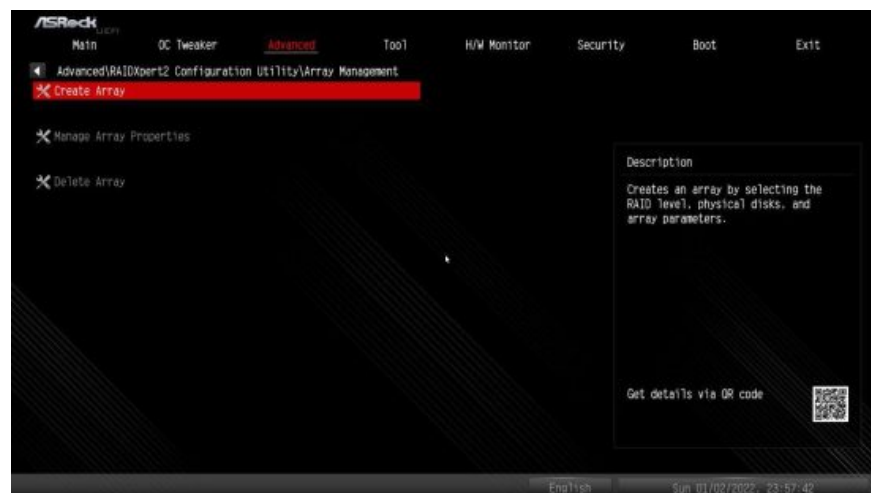 ASRock
UEFI
Main OC Tweaker Advanced Tool H/W Monitor Security Boot Exit
Advanced\RAIDXpert2 Configuration Utility\Array Management
Create Array
Manage Array Properties
Delete Array
Description
Creates an array by selecting the
RAID level, physical disks, and
array parameters.
Get details via QR code
English Sun 01/02/2022, 23:57:42